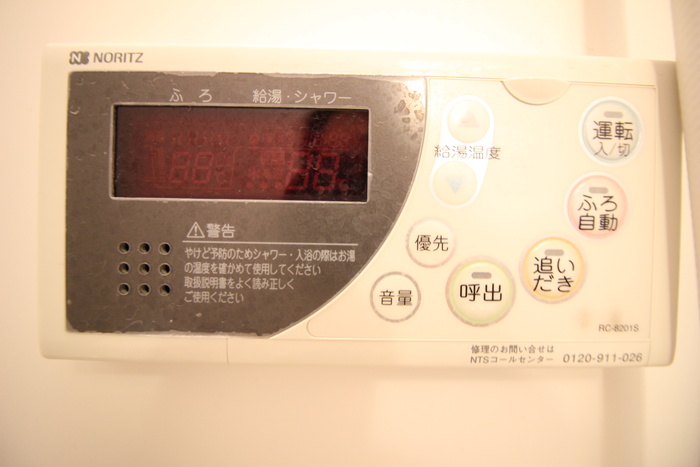 NORITZ
ふろ 給湯・シャワー
⚠警告
やけど予防のためシャワー・入浴の際はお湯
の温度を確かめて使用してください
取扱説明書をよく読み正しく
ご使用ください
給湯温度
運転
入/切
ふろ
自動
優先
追い
だき
呼出
音量
RC-8201S
修理のお問い合せは
NTSコールセンター 0120-911-026